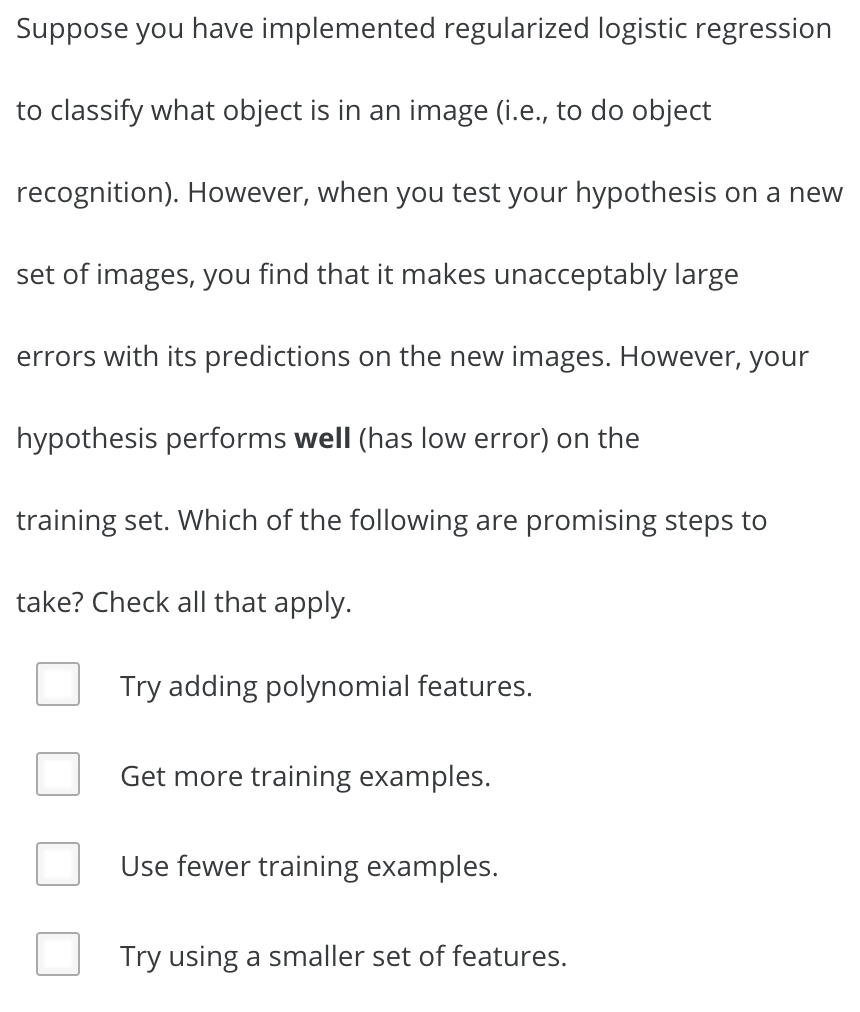 Suppose you have implemented regularized logistic regression
to classify what object is in an image (i.e., to do object
recognition). However, when you test your hypothesis on a new
set of images, you find that it makes unacceptably large
errors with its predictions on the new images. However, your
hypothesis performs well (has low error) on the
training set. Which of the following are promising steps to
take? Check all that apply.
Try adding polynomial features.
Get more training examples.
Use fewer training examples.
Try using a smaller set of features.